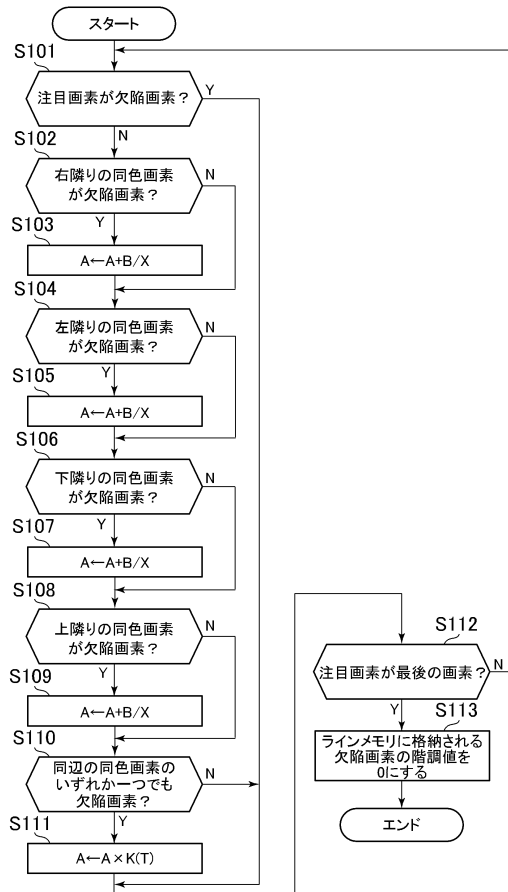 スタート
S101
注目画素が欠陥画素？
Y
N
S102
右隣りの同色画素
が欠陥画素？
N
Y
S103
A←A+B/X
S104
左隣りの同色画素
が欠陥画素？
N
Y
S105
A←A+B/X
S106
下隣りの同色画素
が欠陥画素？
N
Y
S107
A←A+B/X
S108
上隣りの同色画素
が欠陥画素？
N
Y
S109
A←A+B/X
S110
同辺の同色画素の
いずれか一つでも
欠陥画素？
N
Y
S111
A←A×K(T)
S112
注目画素が最後の画素？
N
Y
S113
ラインメモリに格納される
欠陥画素の階調値を
0にする
エンド